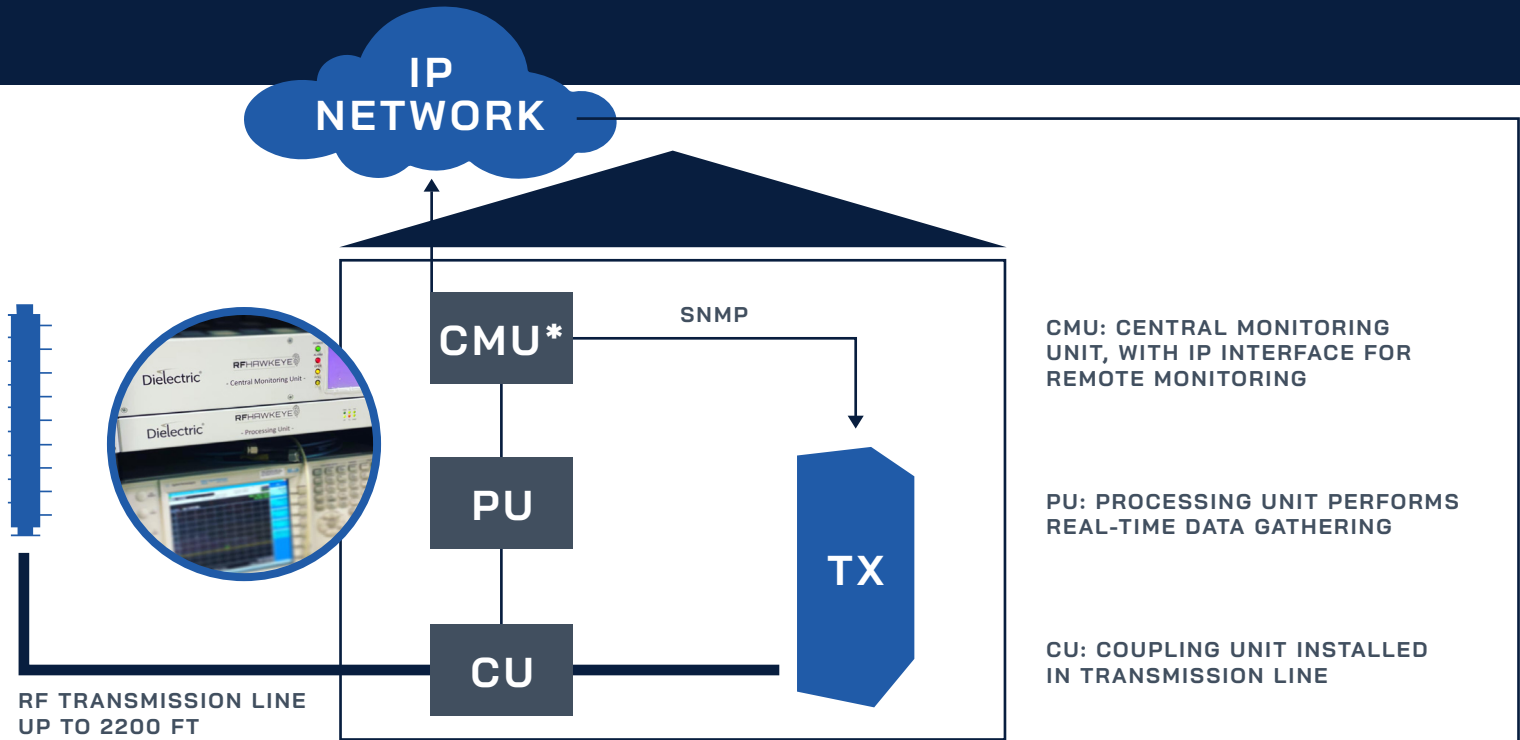 IP
NETWORK
SNMP
CMU*
CMU: CENTRAL MONITORING
UNIT, WITH IP INTERFACE FOR
REMOTE MONITORING
Dielectric
RFHAWKEYE
- Central Monitoring Unit -
Dielectric
RFHAWKEYE
- Processing Unit -
PU
PU: PROCESSING UNIT PERFORMS
REAL-TIME DATA GATHERING
TX
CU
CU: COUPLING UNIT INSTALLED
IN TRANSMISSION LINE
RF TRANSMISSION LINE
UP TO 2200 FT